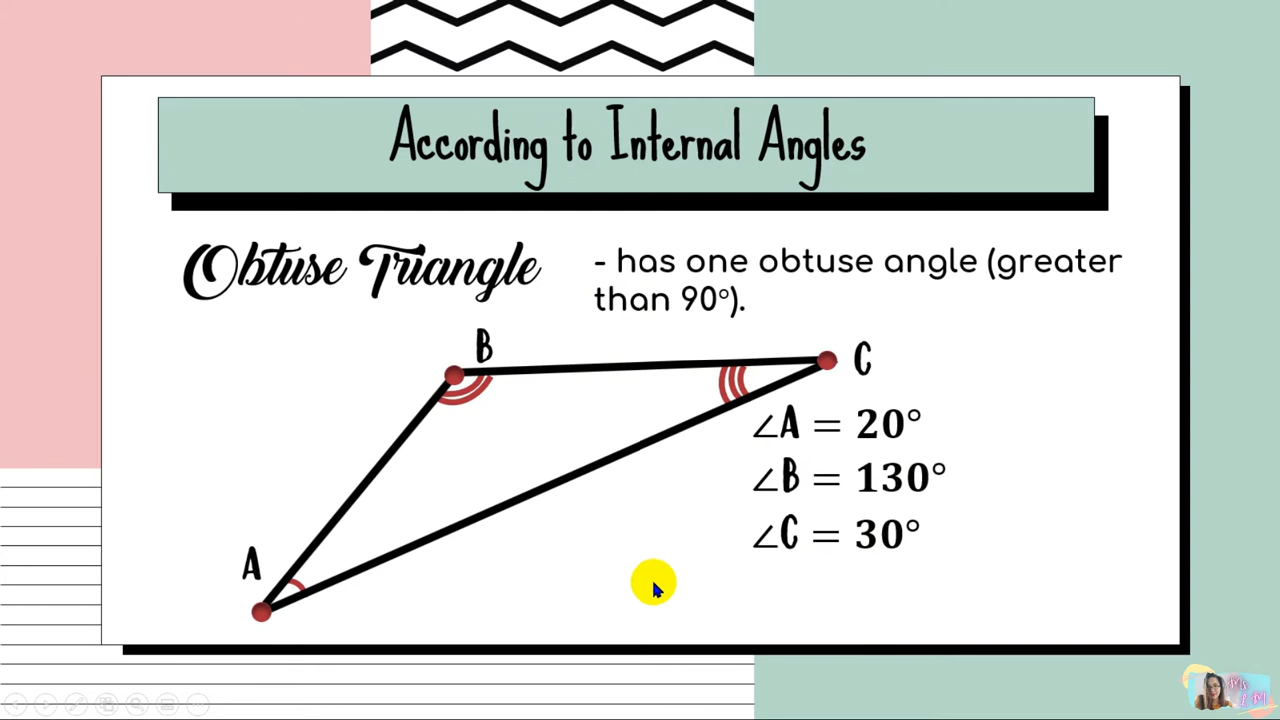 According to Internal Angles
Obtuse Triangle
- has one obtuse angle (greater
than 90°).
B
C
A
∠A = 20°
∠B = 130°
∠C = 30°